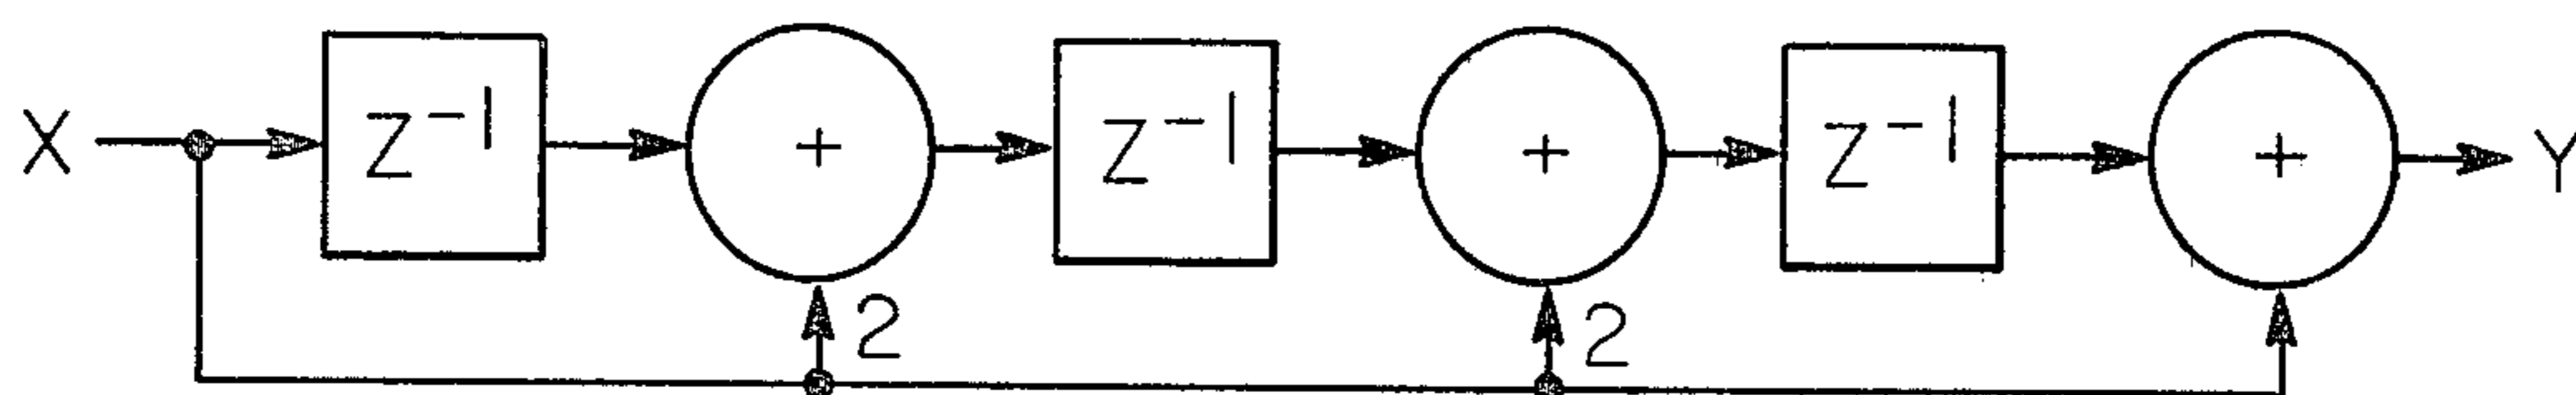 X Z⁻¹ + Z⁻¹ + Z⁻¹ + Y
2 2